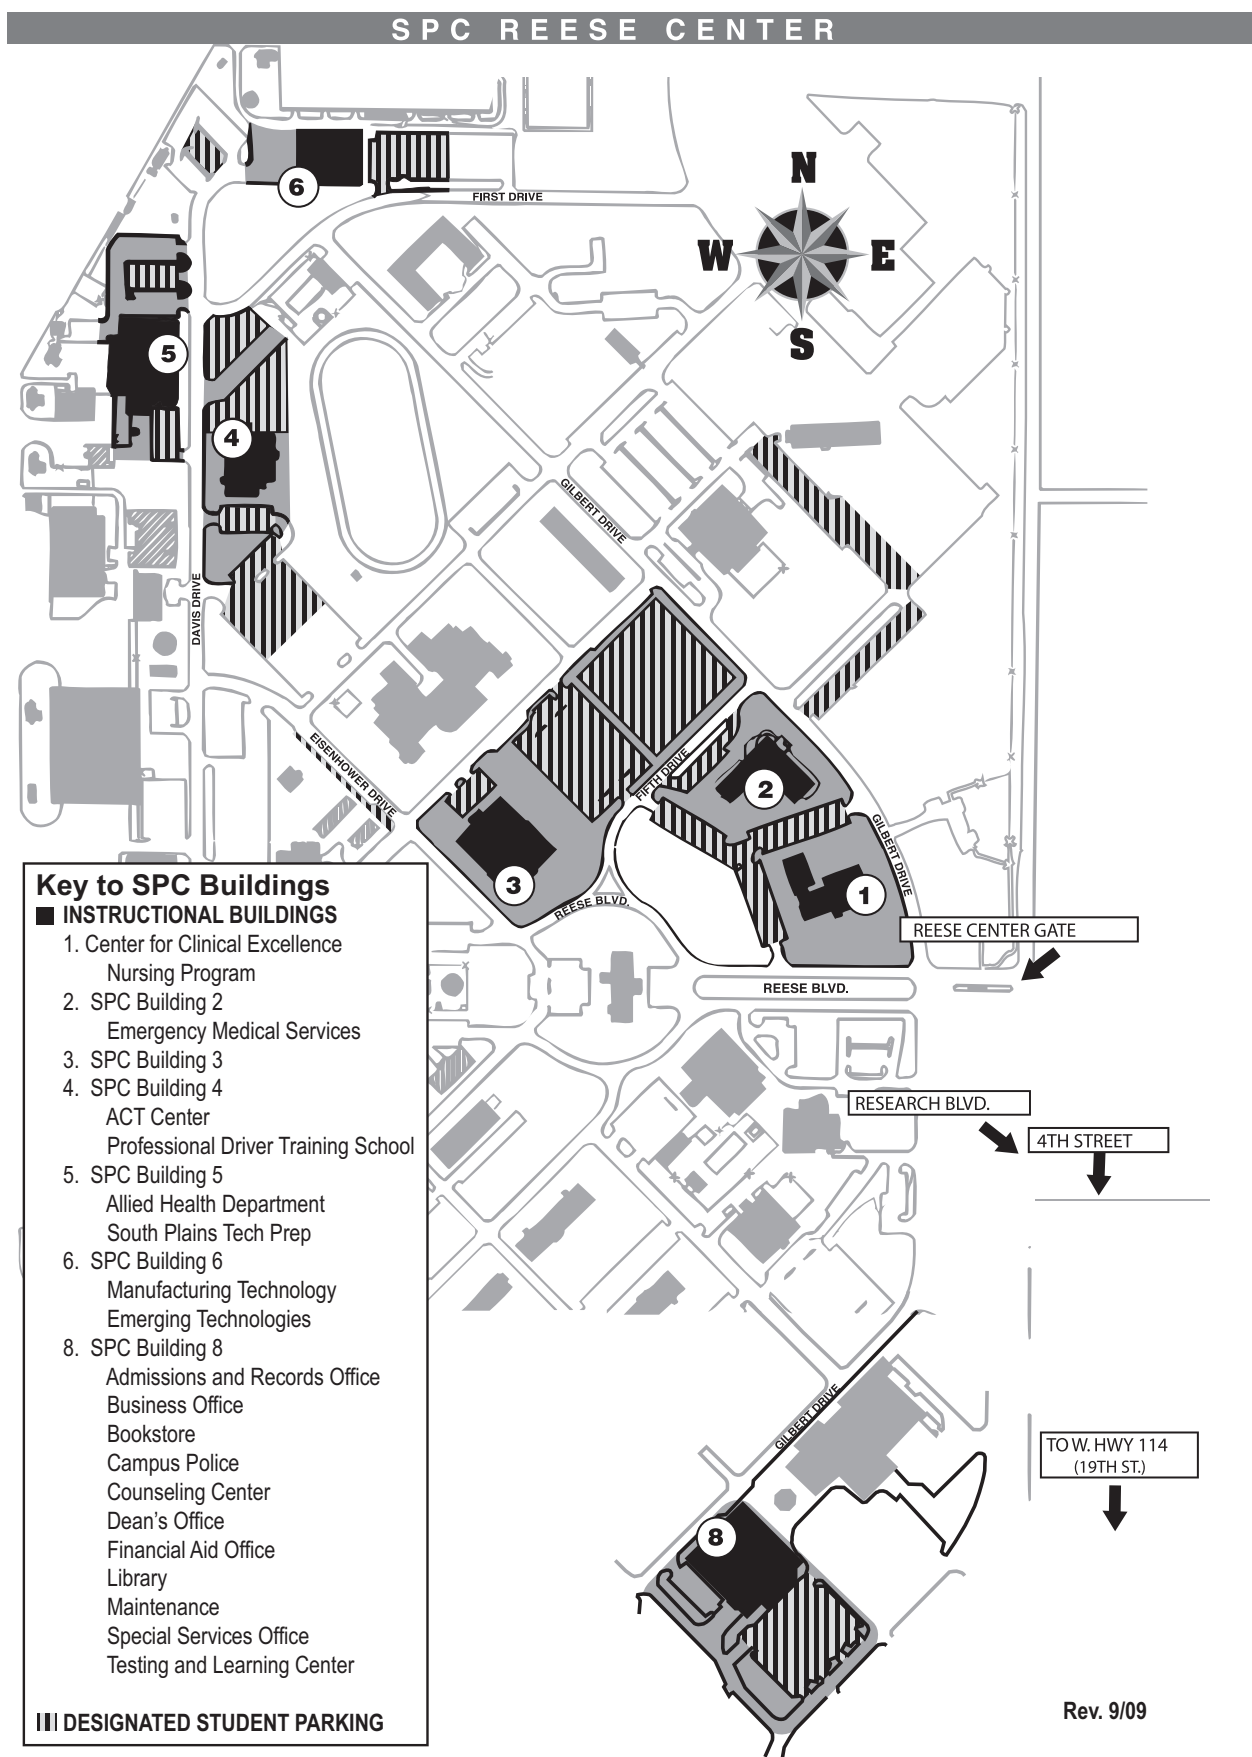 SPC REESE CENTER
6
FIRST DRIVE
N
W
E
S
5
4
GILBERT DRIVE
DAVIS DRIVE
EISENHOWER DRIVE
FIFTH DRIVE
2
GILBERT DRIVE
3
1
REESE BLVD.
REESE CENTER GATE
REESE BLVD.
RESEARCH BLVD.
4TH STREET
GILBERT DRIVE
TO W. HWY 114
(19TH ST.)
8
Key to SPC Buildings
INSTRUCTIONAL BUILDINGS
1. Center for Clinical Excellence
Nursing Program
2. SPC Building 2
Emergency Medical Services
3. SPC Building 3
4. SPC Building 4
ACT Center
Professional Driver Training School
5. SPC Building 5
Allied Health Department
South Plains Tech Prep
6. SPC Building 6
Manufacturing Technology
Emerging Technologies
8. SPC Building 8
Admissions and Records Office
Business Office
Bookstore
Campus Police
Counseling Center
Dean's Office
Financial Aid Office
Library
Maintenance
Special Services Office
Testing and Learning Center
DESIGNATED STUDENT PARKING
Rev. 9/09